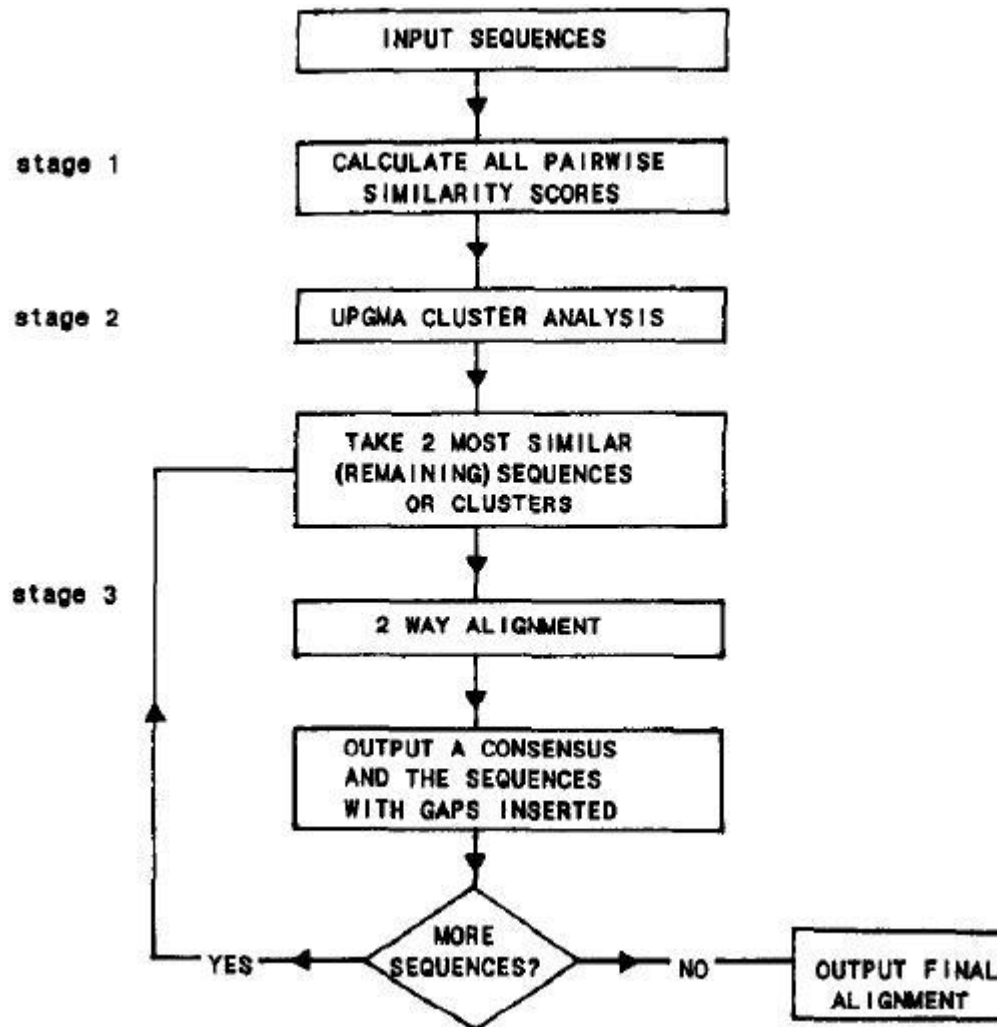 INPUT SEQUENCES
stage 1
CALCULATE ALL PAIRWISE
SIMILARITY SCORES
stage 2
UPGMA CLUSTER ANALYSIS
TAKE 2 MOST SIMILAR
(REMAINING) SEQUENCES
OR CLUSTERS
stage 3
2 WAY ALIGNMENT
OUTPUT A CONSENSUS
AND THE SEQUENCES
WITH GAPS INSERTED
MORE
SEQUENCES?
YES
NO
OUTPUT FINAL
ALIGNMENT